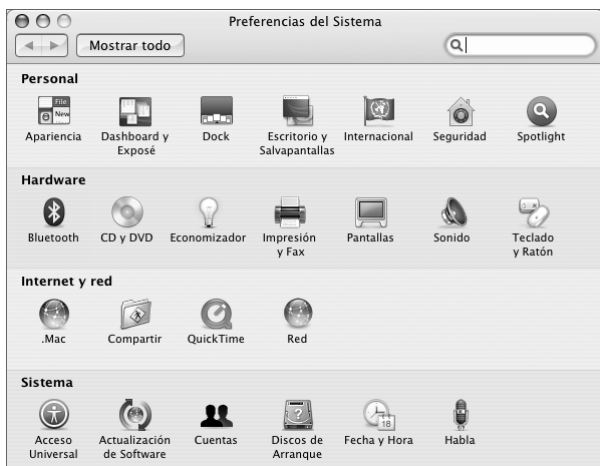 Preferencias del Sistema
Mostrar todo
Personal
File
New
Apariencia
Dashboard y
Exposé
Dock
Escritorio y
Salvapantallas
Internacional
Seguridad
Spotlight
Hardware
Bluetooth
CD y DVD
Economizador
Impresión
y Fax
Pantallas
Sonido
Teclado
y Ratón
Internet y red
.Mac
Compartir
QuickTime
Red
Sistema
Acceso
Universal
Actualización
de Software
Cuentas
Discos de
Arranque
18
Fecha y Hora
Habla